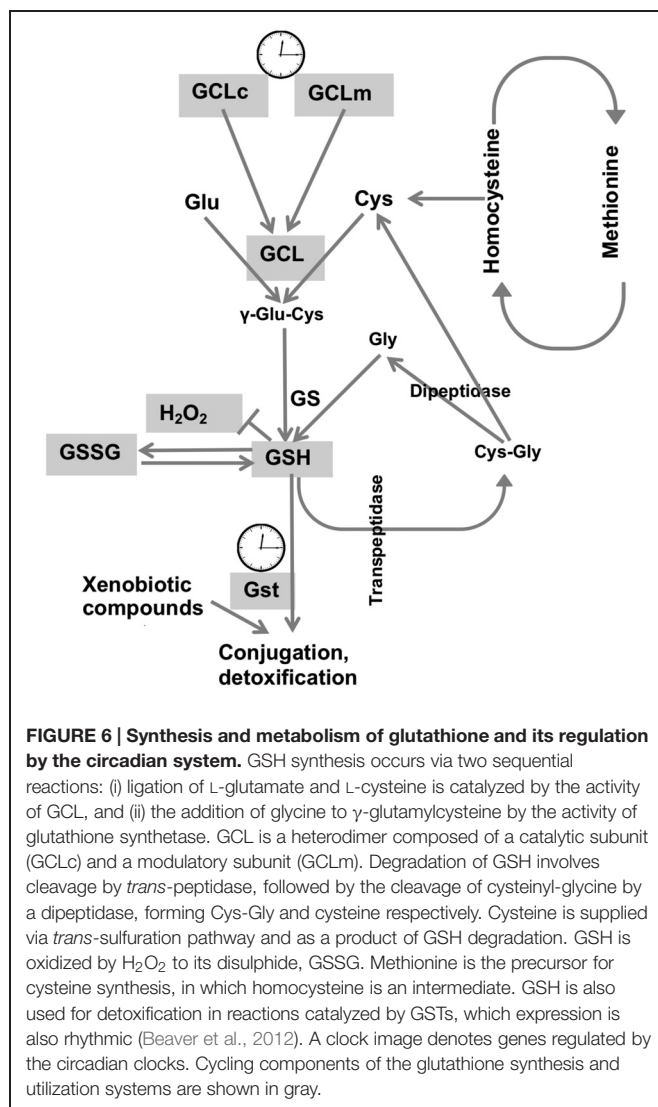 GCLc
GCLm
Glu
Cys
Homocysteine
Methionine
GCL
γ-Glu-Cys
Gly
GS
Dipeptidase
H₂O₂
GSSG
GSH
Cys-Gly
Transpeptidase
Gst
Xenobiotic
compounds
Conjugation,
detoxification
FIGURE 6 | Synthesis and metabolism of glutathione and its regulation
by the circadian system. GSH synthesis occurs via two sequential
reactions: (i) ligation of L-glutamate and L-cysteine is catalyzed by the activity
of GCL, and (ii) the addition of glycine to γ-glutamylcysteine by the activity of
glutathione synthetase. GCL is a heterodimer composed of a catalytic subunit
(GCLc) and a modulatory subunit (GCLm). Degradation of GSH involves
cleavage by trans-peptidase, followed by the cleavage of cysteinyl-glycine by
a dipeptidase, forming Cys-Gly and cysteine respectively. Cysteine is supplied
via trans-sulfuration pathway and as a product of GSH degradation. GSH is
oxidized by H₂O₂ to its disulphide, GSSG. Methionine is the precursor for
cysteine synthesis, in which homocysteine is an intermediate. GSH is also
used for detoxification in reactions catalyzed by GSTs, which expression is
also rhythmic (Beaver et al., 2012). A clock image denotes genes regulated by
the circadian clocks. Cycling components of the glutathione synthesis and
utilization systems are shown in gray.